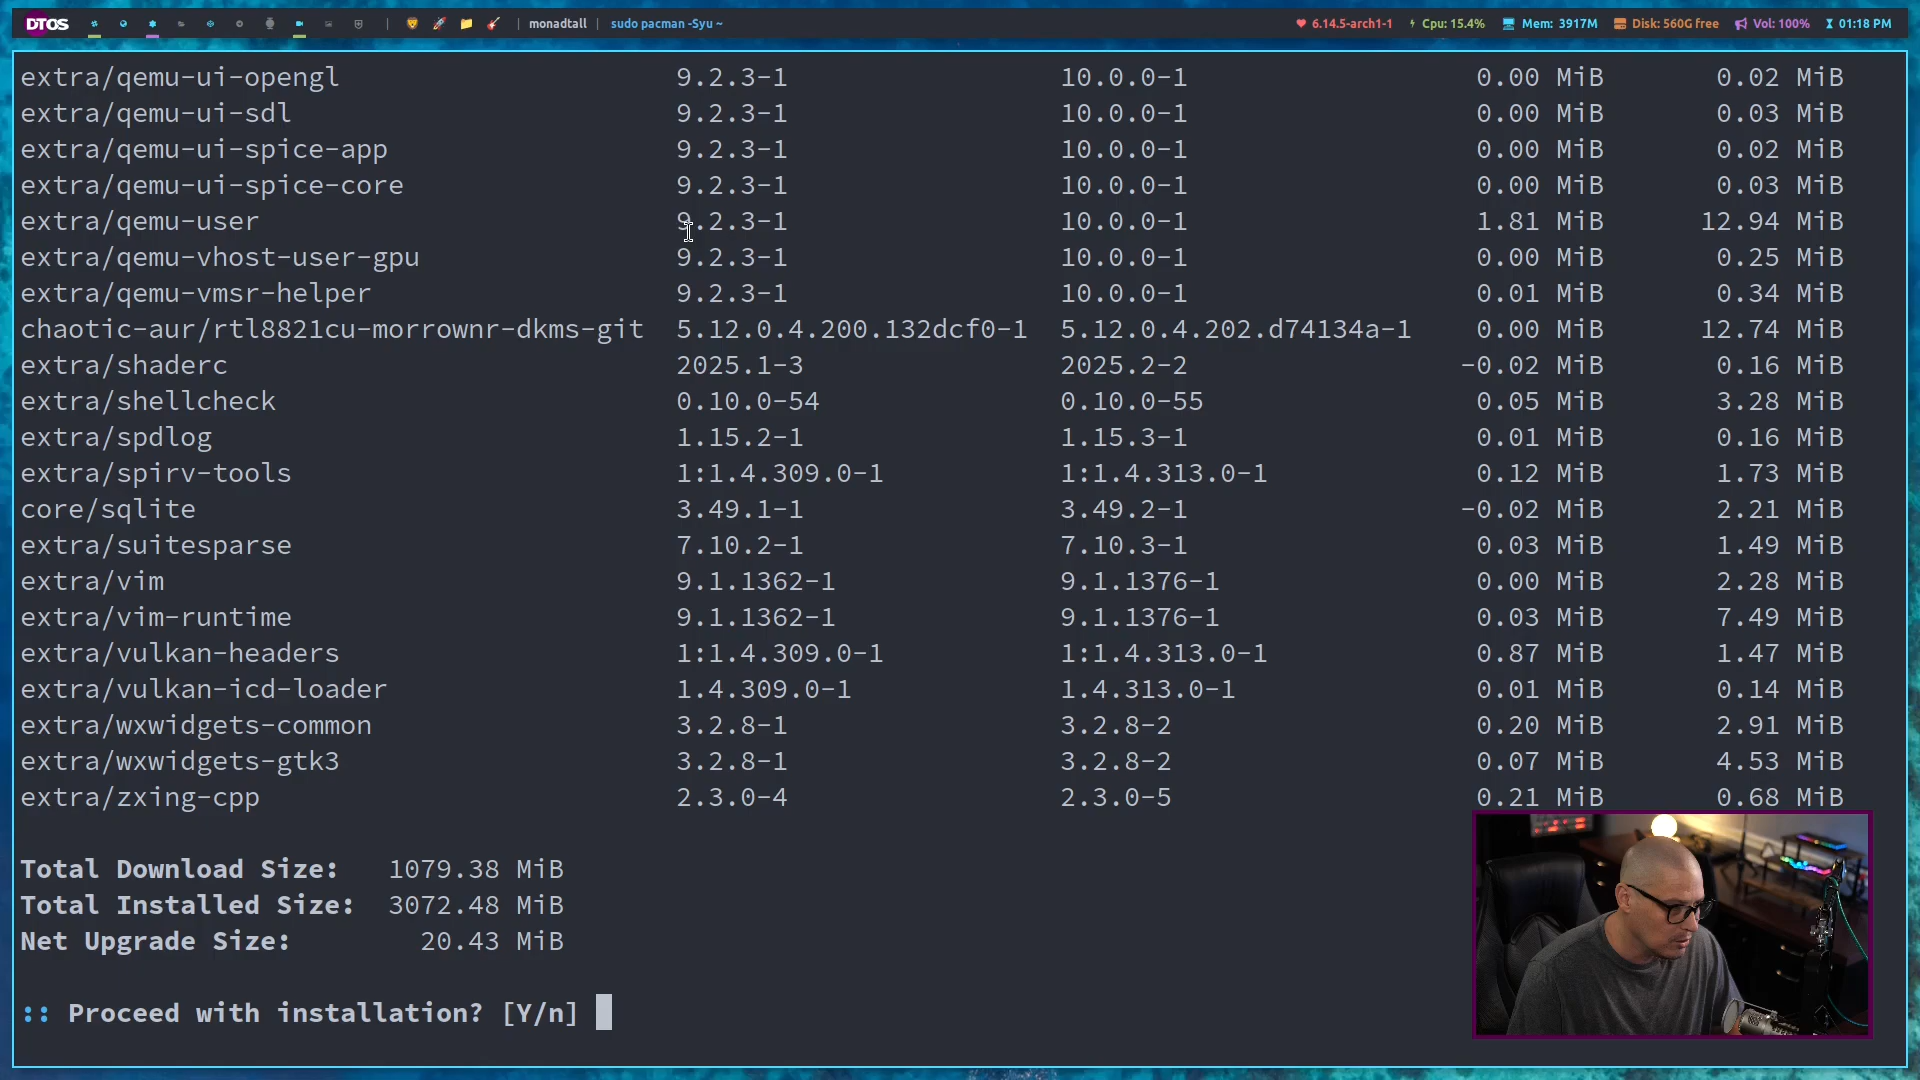 DTOS | monadtall | sudo pacman -Syu ~ 6.14.5-arch1-1 Cpu: 15.4% Mem: 3917M Disk: 560G free Vol: 100% 01:18 PM
extra/qemu-ui-opengl 9.2.3-1 10.0.0-1 0.00 MiB 0.02 MiB
extra/qemu-ui-sdl 9.2.3-1 10.0.0-1 0.00 MiB 0.03 MiB
extra/qemu-ui-spice-app 9.2.3-1 10.0.0-1 0.00 MiB 0.02 MiB
extra/qemu-ui-spice-core 9.2.3-1 10.0.0-1 0.00 MiB 0.03 MiB
extra/qemu-user 9.2.3-1 10.0.0-1 1.81 MiB 12.94 MiB
extra/qemu-vhost-user-gpu 9.2.3-1 10.0.0-1 0.00 MiB 0.25 MiB
extra/qemu-vmsr-helper 9.2.3-1 10.0.0-1 0.01 MiB 0.34 MiB
chaotic-aur/rtl8821cu-morrownr-dkms-git 5.12.0.4.200.132dcf0-1 5.12.0.4.202.d74134a-1 0.00 MiB 12.74 MiB
extra/shaderc 2025.1-3 2025.2-2 -0.02 MiB 0.16 MiB
extra/shellcheck 0.10.0-54 0.10.0-55 0.05 MiB 3.28 MiB
extra/spdlog 1.15.2-1 1.15.3-1 0.01 MiB 0.16 MiB
extra/spirv-tools 1:1.4.309.0-1 1:1.4.313.0-1 0.12 MiB 1.73 MiB
core/sqlite 3.49.1-1 3.49.2-1 -0.02 MiB 2.21 MiB
extra/suitesparse 7.10.2-1 7.10.3-1 0.03 MiB 1.49 MiB
extra/vim 9.1.1362-1 9.1.1376-1 0.00 MiB 2.28 MiB
extra/vim-runtime 9.1.1362-1 9.1.1376-1 0.03 MiB 7.49 MiB
extra/vulkan-headers 1:1.4.309.0-1 1:1.4.313.0-1 0.87 MiB 1.47 MiB
extra/vulkan-icd-loader 1.4.309.0-1 1.4.313.0-1 0.01 MiB 0.14 MiB
extra/wxwidgets-common 3.2.8-1 3.2.8-2 0.20 MiB 2.91 MiB
extra/wxwidgets-gtk3 3.2.8-1 3.2.8-2 0.07 MiB 4.53 MiB
extra/zxing-cpp 2.3.0-4 2.3.0-5 0.21 MiB 0.68 MiB
Total Download Size: 1079.38 MiB
Total Installed Size: 3072.48 MiB
Net Upgrade Size: 20.43 MiB
:: Proceed with installation? [Y/n]